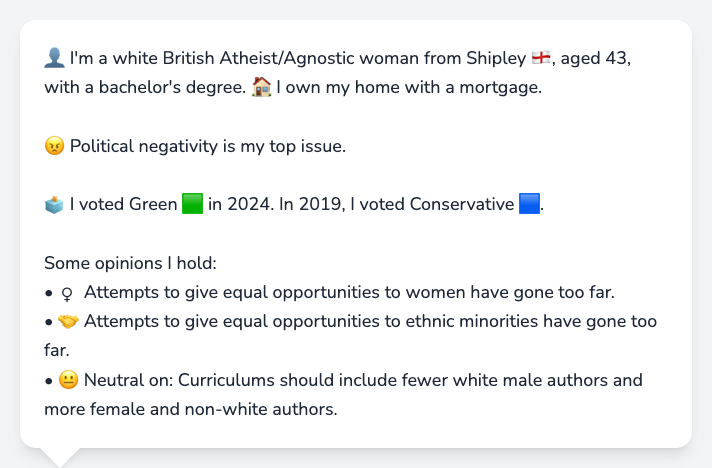 👤 I'm a white British Atheist/Agnostic woman from Shipley 🏴󠁧󠁢󠁥󠁮󠁧󠁿, aged 43,
with a bachelor's degree. 🏠 I own my home with a mortgage.
😠 Political negativity is my top issue.
🗳️ I voted Green 🟩 in 2024. In 2019, I voted Conservative 🟦.
Some opinions I hold:
• ♀ Attempts to give equal opportunities to women have gone too far.
• 🤝 Attempts to give equal opportunities to ethnic minorities have gone too
far.
• 😐 Neutral on: Curriculums should include fewer white male authors and
more female and non-white authors.